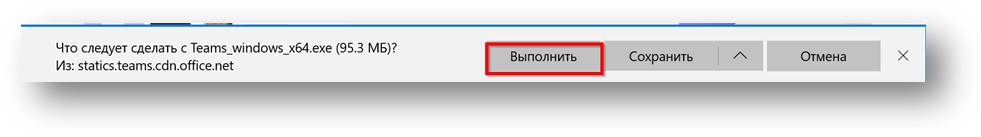 Что следует сделать с Teams_windows_x64.exe (95.3 МБ)?
Из: statics.teams.cdn.office.net
Выполнить
Сохранить
Отмена